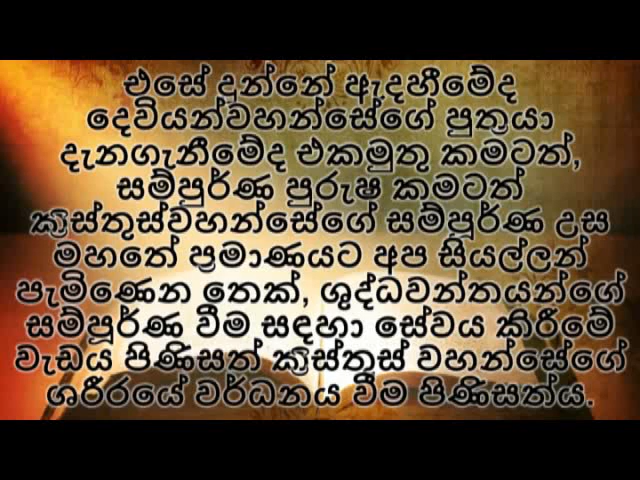 එසේ දුන්නේ ඇදහීමේද
දෙවියන්වහන්සේගේ පුත්‍රයා
දැනගැනීමේද එකමුතු කමටත්,
සම්පුර්ණ පුරුෂ කමටත්
ක්‍රිස්තුස්වහන්සේගේ සම්පූර්ණ උස
මහතේ ප්‍රමාණයට අප සියල්ලන්
පැමිණෙන තෙක්, ශුද්ධවන්තයන්ගේ
සම්පූර්ණ වීම සඳහා සේවය කිරීමේ
වැඩය පිණිසත් ක්‍රිස්තුස් වහන්සේගේ
ශරීරයේ වර්ධනය වීම පිණිසත්ය.